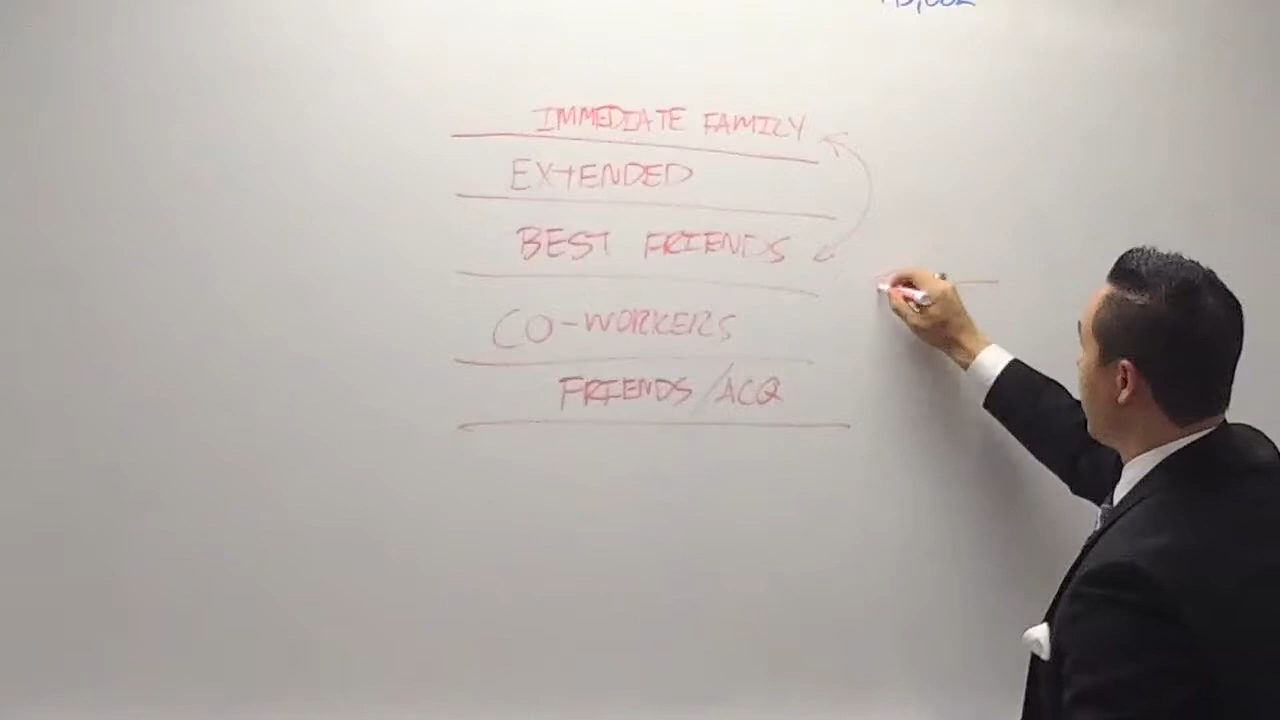 IMMEDIATE FAMILY
EXTENDED
BEST FRIENDS
CO-WORKERS
FRIENDS/ACQ